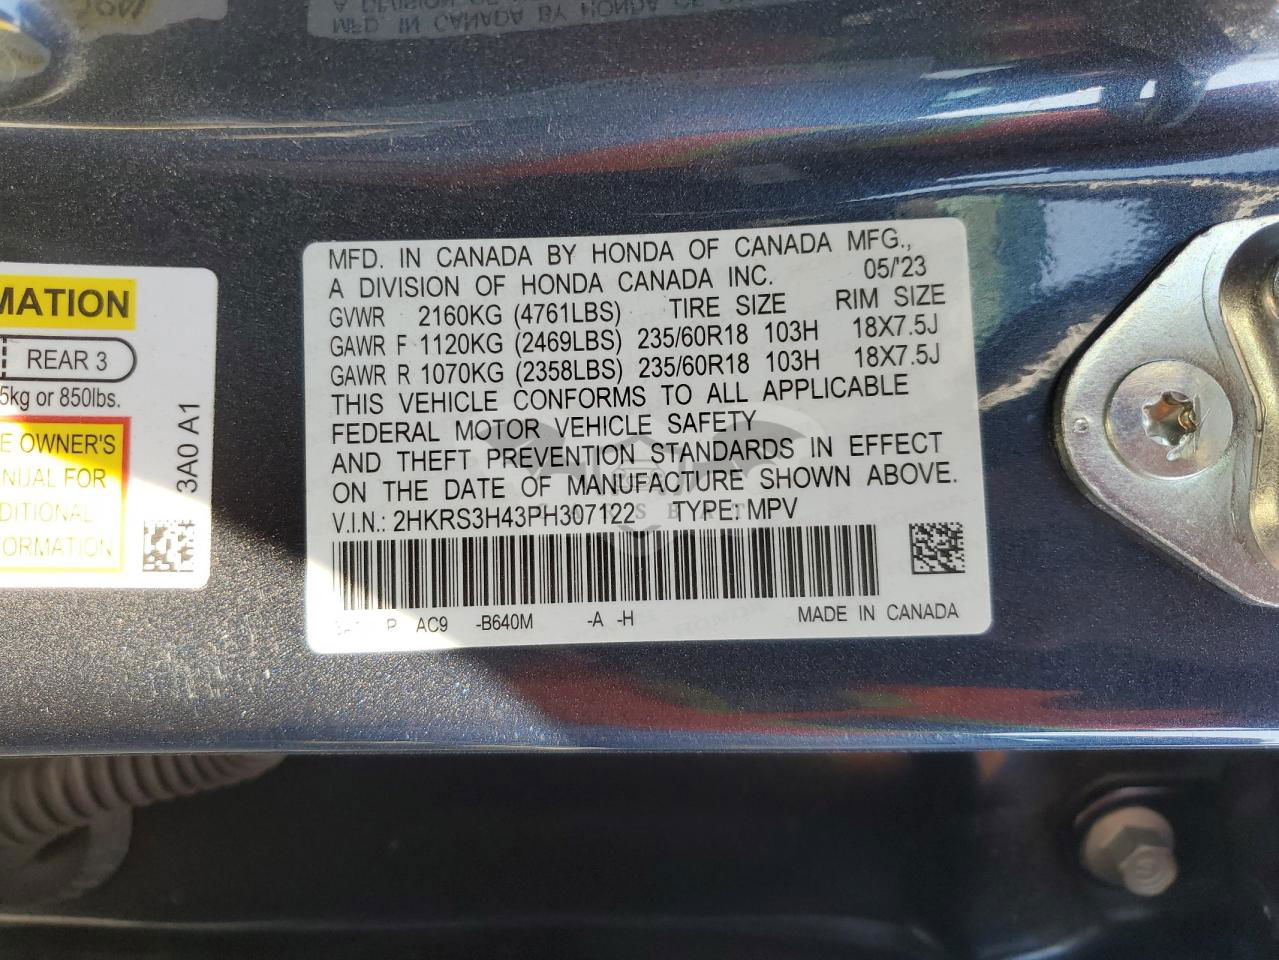 MFD. IN CANADA BY HONDA OF CANADA MFG.,
A DIVISION OF HONDA CANADA INC. 05/'23
GVWR 2160KG (4761LBS) TIRE SIZE RIM SIZE
GAWR F 1120KG (2469LBS) 235/60R18 103H 18X7.5J
GAWR R 1070KG (2358LBS) 235/60R18 103H 18X7.5J
THIS VEHICLE CONFORMS TO ALL APPLICABLE
FEDERAL MOTOR VEHICLE SAFETY
AND THEFT PREVENTION STANDARDS IN EFFECT
ON THE DATE OF MANUFACTURE SHOWN ABOVE.
V.I.N.: 2HKRS3H43PH307122 TYPE: MPV
P AC9 -B640M -A -H MADE IN CANADA
MATION
REAR 3
5kg or 850lbs.
E OWNER'S
NUAL FOR
DITIONAL
FORMATION
3A0 A1